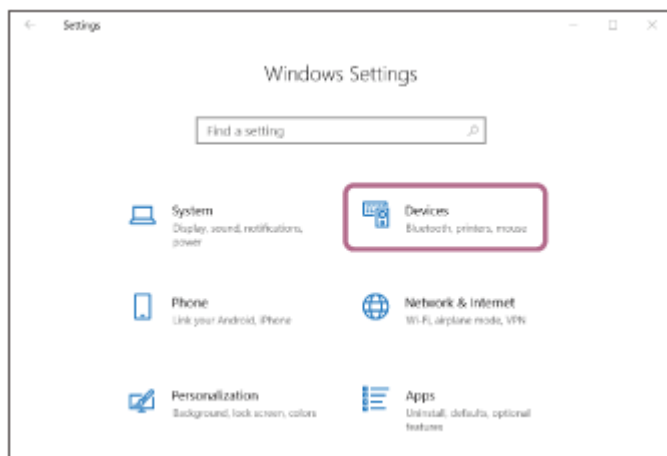 Settings
Windows Settings
Find a setting
System
Display, sound, notifications,
power
Devices
Bluetooth, printers, mouse
Phone
Link your Android, iPhone
Network & Internet
Wi-Fi, airplane mode, VPN
Personalization
Background, lock screen, colors
Apps
Uninstall, defaults, optional
features